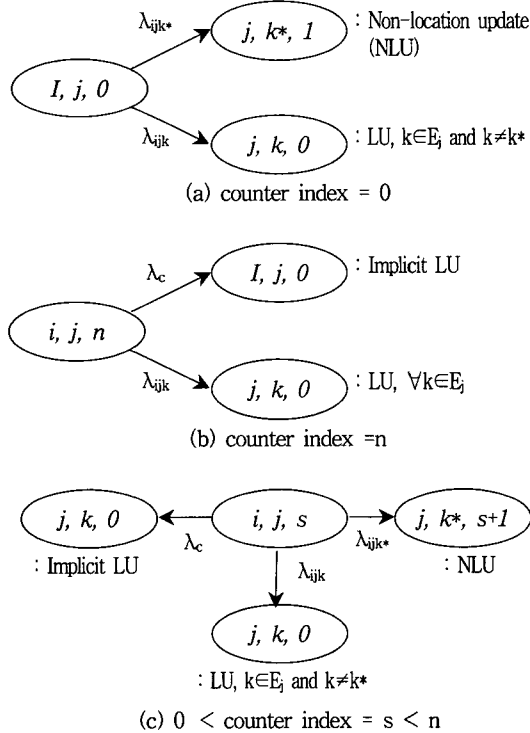 λijk*
j, k*, 1
: Non-location update
(NLU)
I, j, 0
λijk
j, k, 0
: LU, k∈Ej and k≠k*
(a) counter index = 0
λc
I, j, 0
: Implicit LU
i, j, n
λijk
j, k, 0
: LU, ∀k∈Ej
(b) counter index =n
j, k, 0
i, j, s
j, k*, s+1
λc
λijk*
: Implicit LU
: NLU
λijk
j, k, 0
: LU, k∈Ej and k≠k*
(c) 0 < counter index = s < n